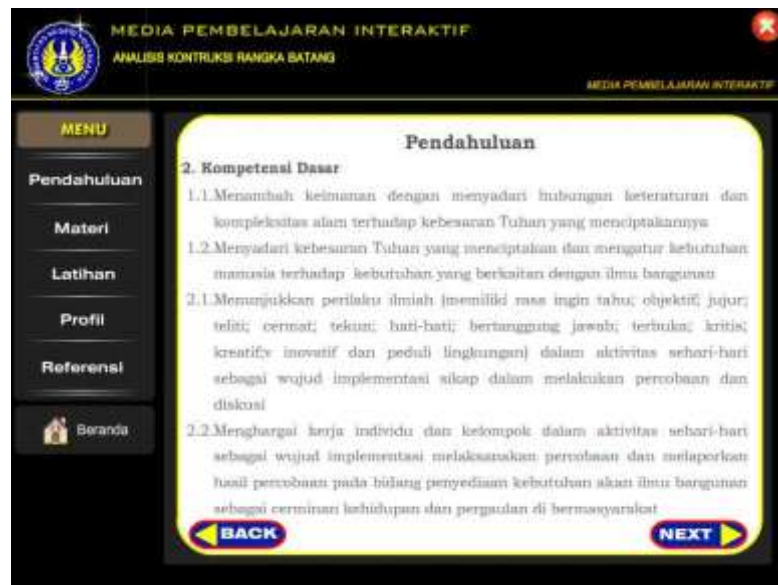 MEDIA PEMBELAJARAN INTERAKTIF
ANALISIS KONTRUKSI RANGKA BATANG
MEDIA PEMBELAJARAN INTERAKTIF
MENU
Pendahuluan
Materi
Latihan
Profil
Referensi
Beranda
Pendahuluan
2. Kompetensi Dasar
1.1.Menambah keimanan dengan menyadari hubungan keteraturan dan
kompleksitas alam terhadap kebesaran Tuhan yang menciptakannya
1.2.Menyadari kebesaran Tuhan yang menciptakan dan mengatur kebutuhan
manusia terhadap kebutuhan yang berkaitan dengan ilmu bangunan
2.1.Menunjukkan perilaku ilmiah (memiliki rasa ingin tahu; objektif; jujur;
teliti; cermat; tekun; hati-hati; bertanggung jawab; terbuka; kritis;
kreatif; inovatif dan peduli lingkungan) dalam aktivitas sehari-hari
sebagai wujud implementasi sikap dalam melakukan percobaan dan
diskusi
2.2.Menghargai kerja individu dan kelompok dalam aktivitas sehari-hari
sebagai wujud implementasi melaksanakan percobaan dan melaporkan
hasil percobaan pada bidang penyediaan kebutuhan akan ilmu bangunan
sebagai cerminan kehidupan dan pergaulan di bermasyarakat
BACK
NEXT